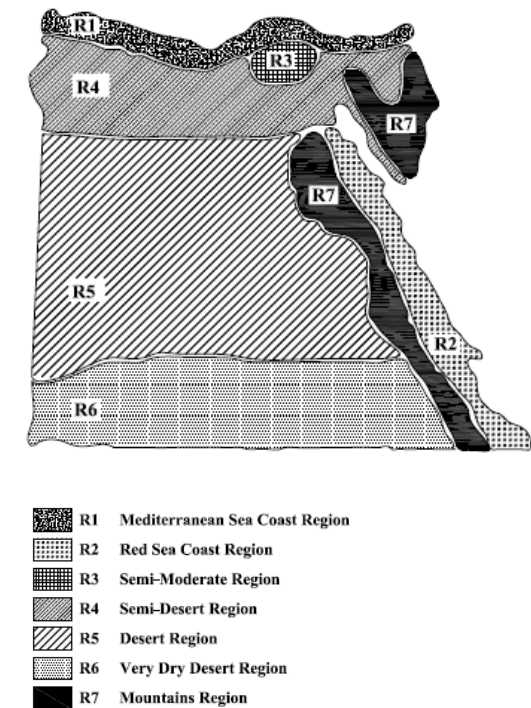 R1
R3
R4
R7
R7
R5
R2
R6
R1 Mediterranean Sea Coast Region
R2 Red Sea Coast Region
R3 Semi-Moderate Region
R4 Semi-Desert Region
R5 Desert Region
R6 Very Dry Desert Region
R7 Mountains Region